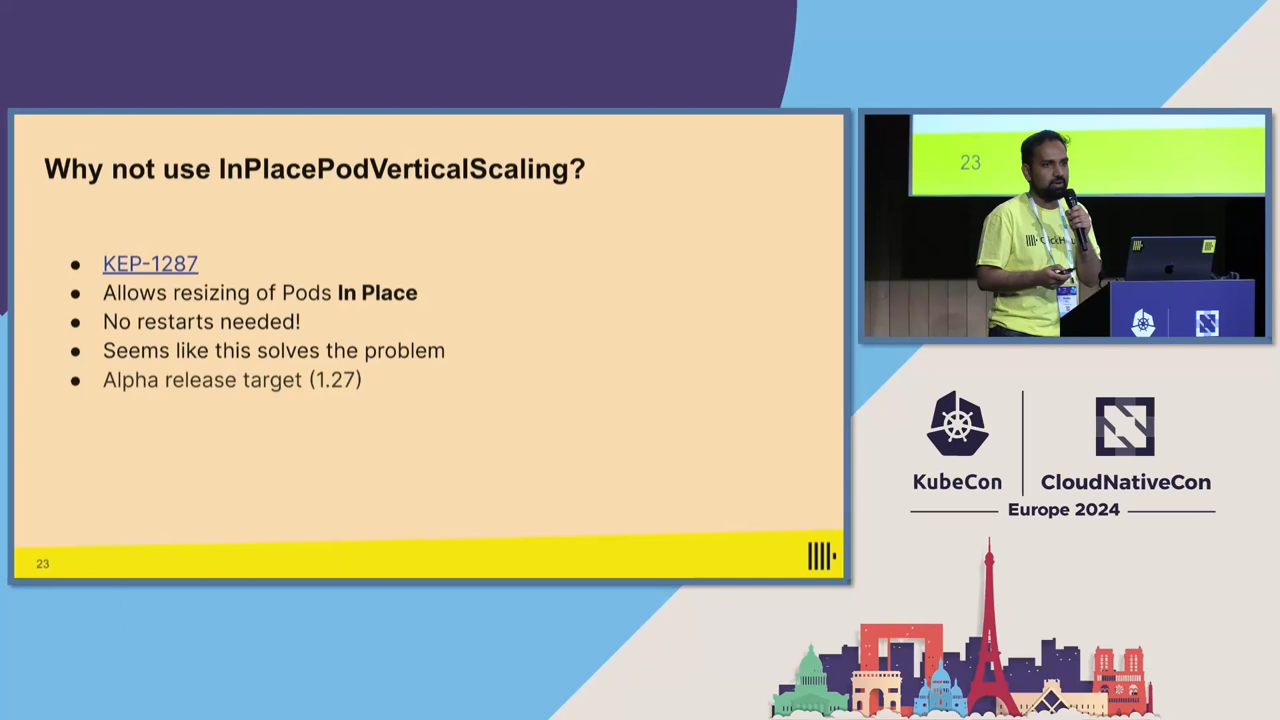 Why not use InPlacePodVerticalScaling?
KEP-1287
Allows resizing of Pods In Place
No restarts needed!
Seems like this solves the problem
Alpha release target (1.27)
23
23
KubeCon
CloudNativeCon
Europe 2024